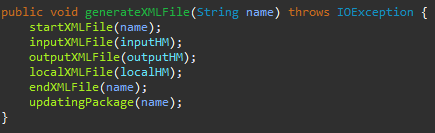 public void generateXMLFile(String name) throws IOException {
    startXMLFile(name);
    inputXMLFile(inputHM);
    outputXMLFile(outputHM);
    localXMLFile(localHM);
    endXMLFile(name);
    updatingPackage(name);
}